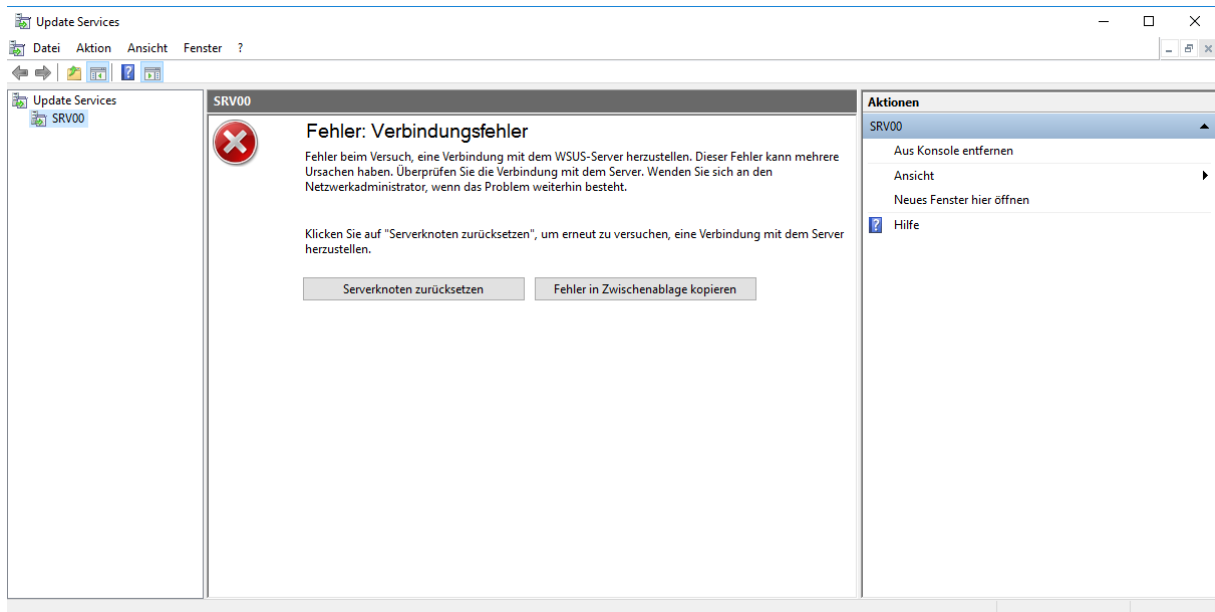 Update Services
Datei Aktion Ansicht Fenster ?
Update Services
SRV00
SRV00
Fehler: Verbindungsfehler
Fehler beim Versuch, eine Verbindung mit dem WSUS-Server herzustellen. Dieser Fehler kann mehrere
Ursachen haben. Überprüfen Sie die Verbindung mit dem Server. Wenden Sie sich an den
Netzwerkadministrator, wenn das Problem weiterhin besteht.
Klicken Sie auf "Serverknoten zurücksetzen", um erneut zu versuchen, eine Verbindung mit dem Server
herzustellen.
Serverknoten zurücksetzen Fehler in Zwischenablage kopieren
Aktionen
SRV00
Aus Konsole entfernen
Ansicht
Neues Fenster hier öffnen
Hilfe